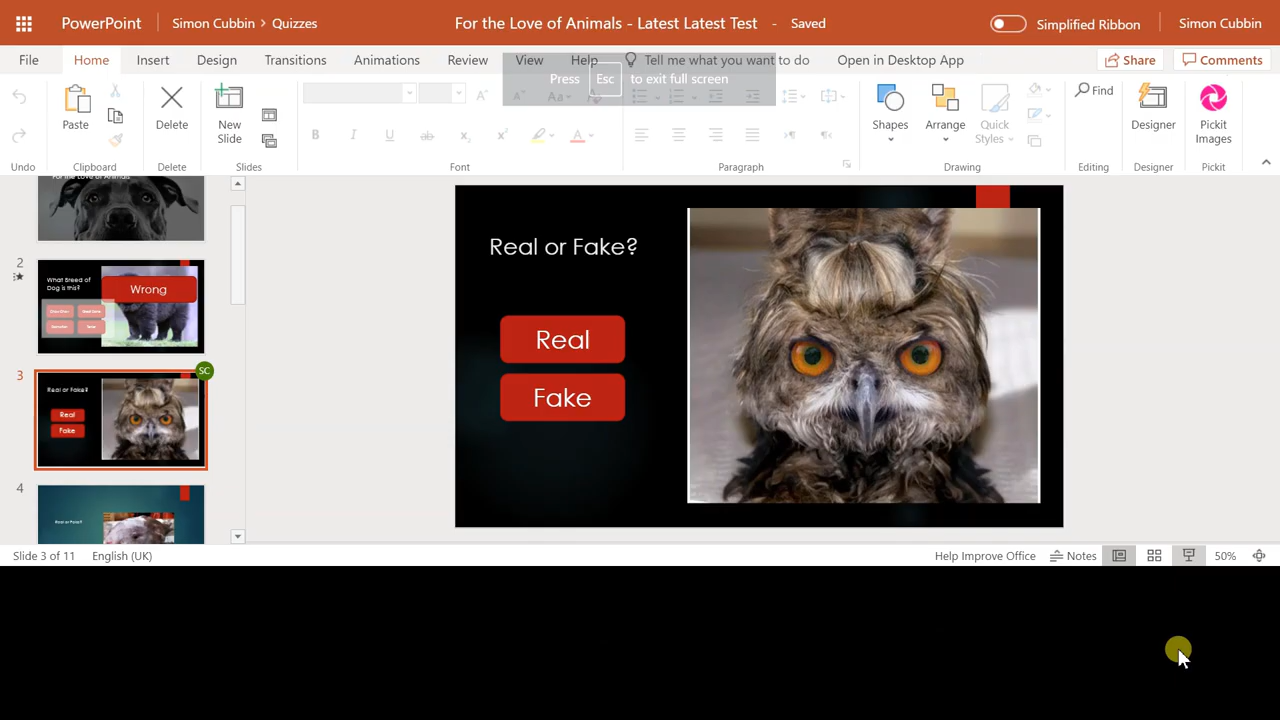 PowerPoint
Simon Cubbin > Quizzes
For the Love of Animals - Latest Latest Test - Saved
Simplified Ribbon
Simon Cubbin
File
Home
Insert
Design
Transitions
Animations
Review
View
Help
Tell me what you want to do
Open in Desktop App
Share
Comments
Press Esc to exit full screen
Paste
Delete
New
Slide
Shapes
Arrange
Quick
Styles
Find
Designer
Pickit
Images
Undo
Clipboard
Delete
Slides
Font
Paragraph
Drawing
Editing
Designer
Pickit
For the Love of Animals
2
What Breed of
Dog is this?
Wrong
3
SC
Real or Fake?
Real
Fake
4
Real or Fake?
Real or Fake?
Real
Fake
Slide 3 of 11
English (UK)
Help Improve Office
Notes
50%